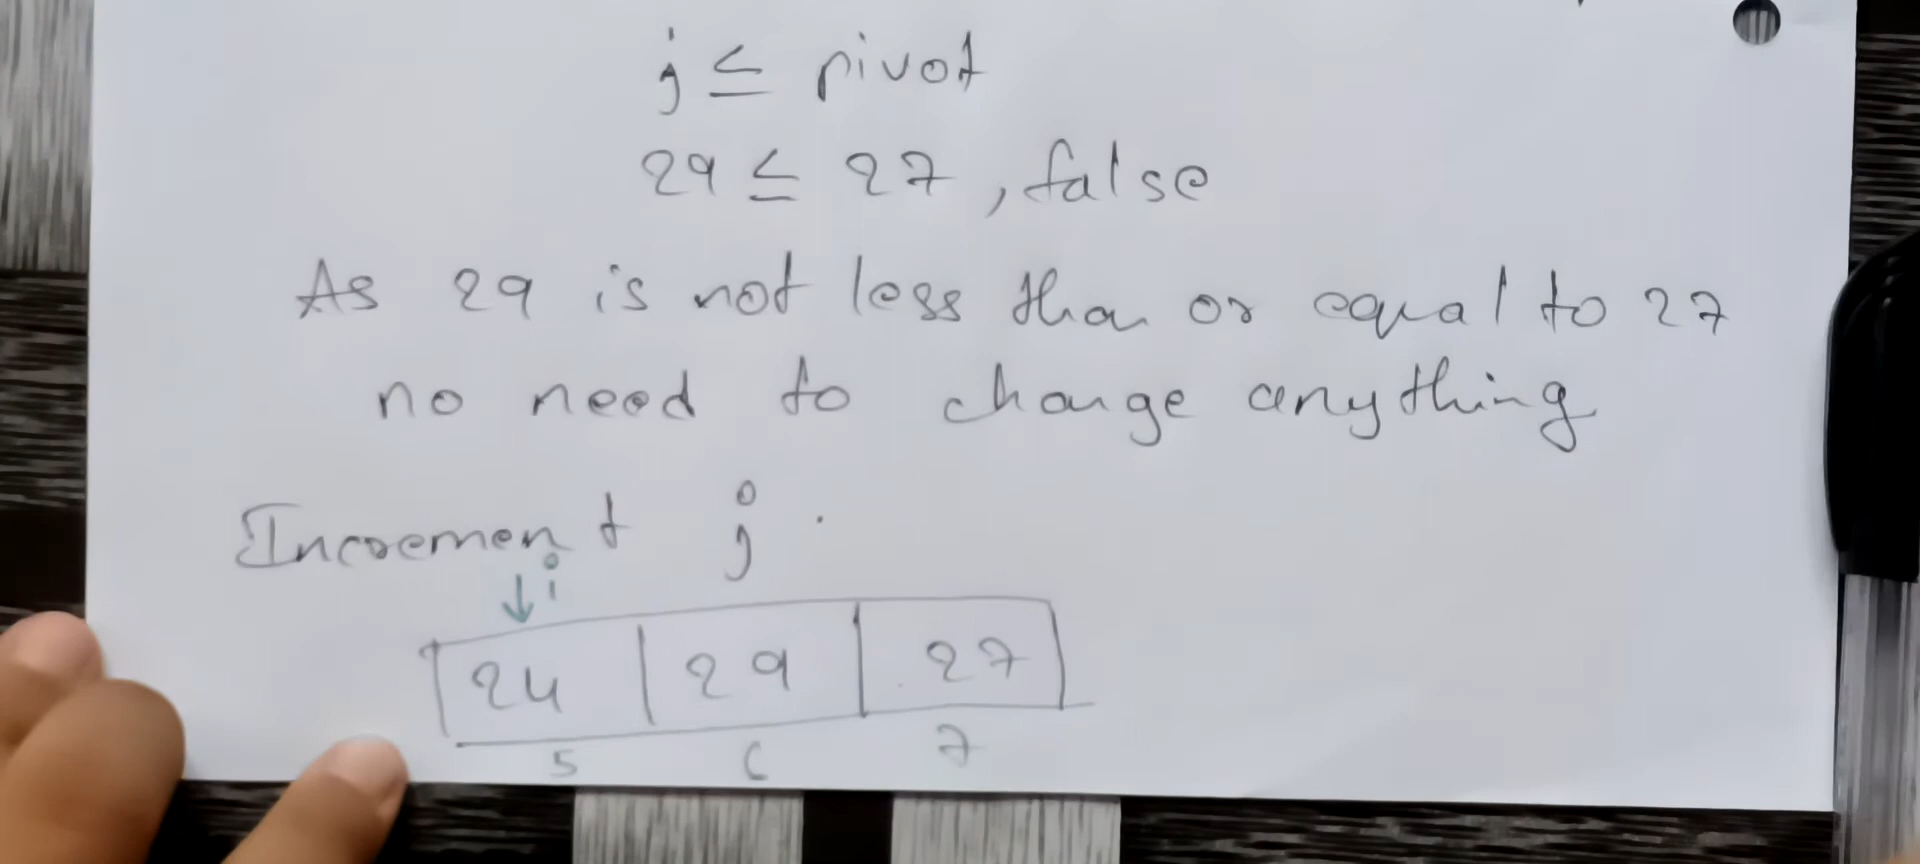 j ≤ pivot
29 ≤ 27, false
As 29 is not less than or equal to 27
no need to change anything
Increment j.
↓i
24 | 29 | 27
5 6 7